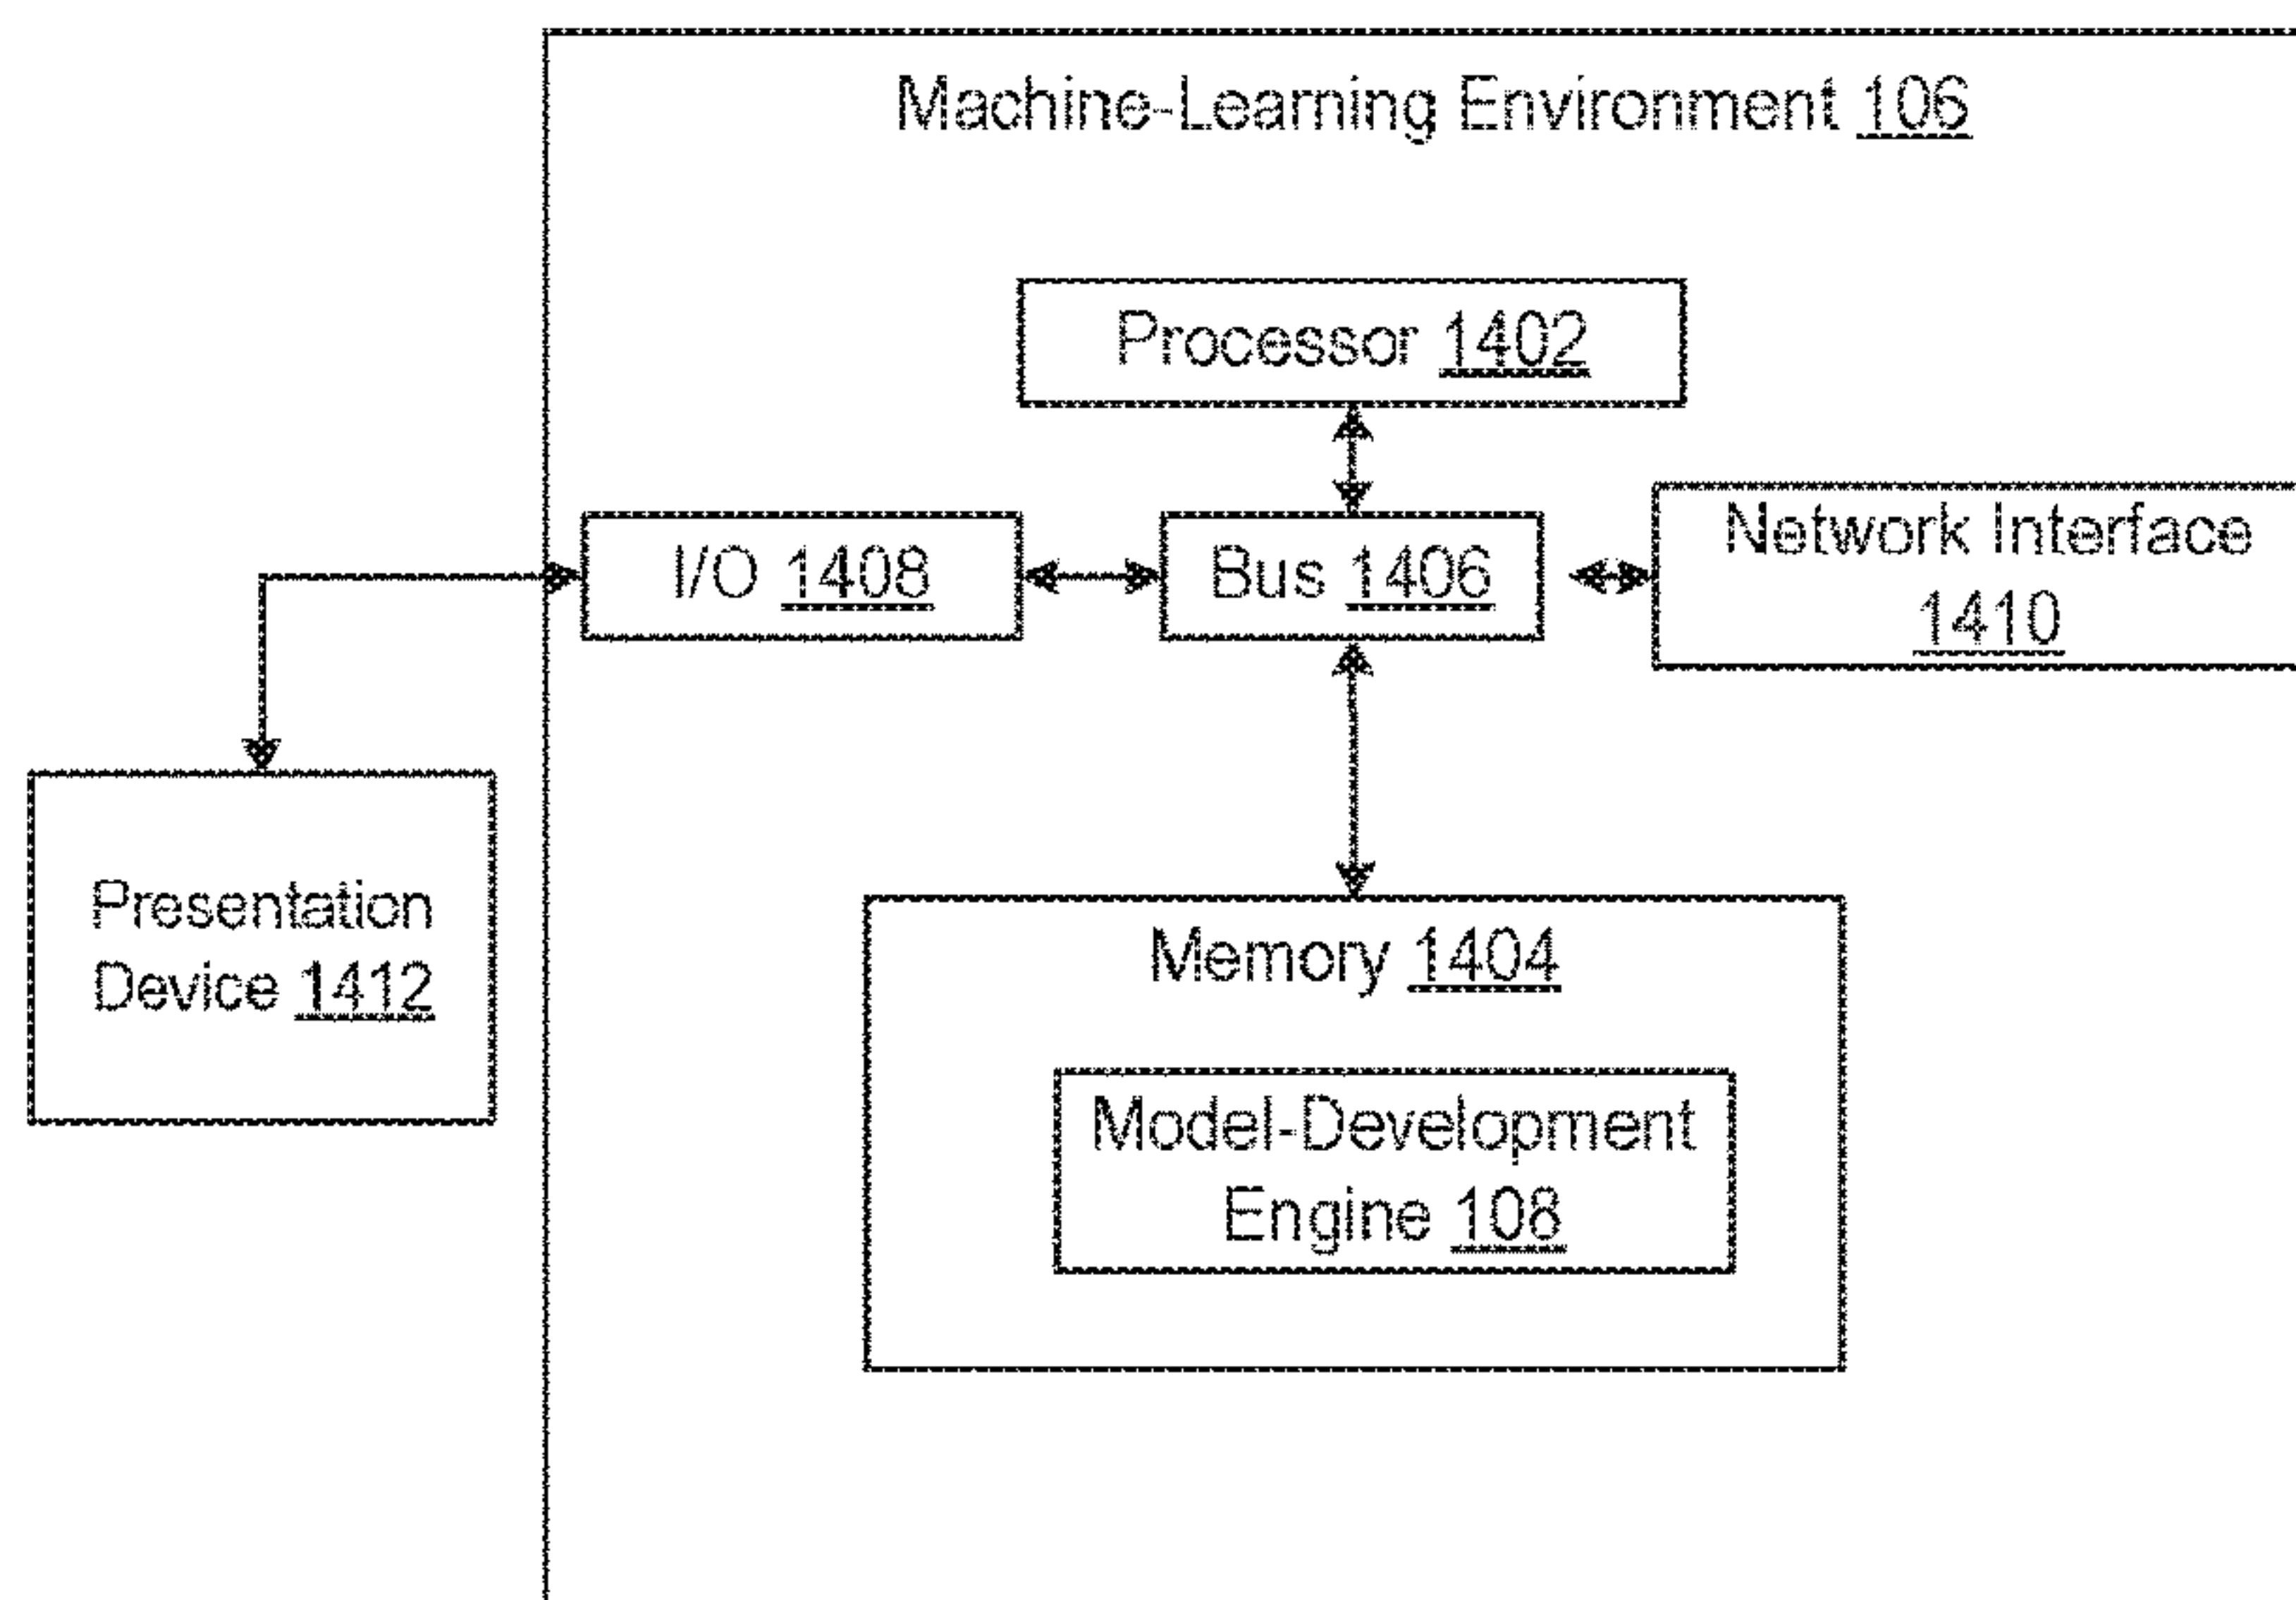 Machine-Learning Environment 106
Processor 1402
I/O 1408
Bus 1406
Network Interface
1410
Presentation
Device 1412
Memory 1404
Model-Development
Engine 108